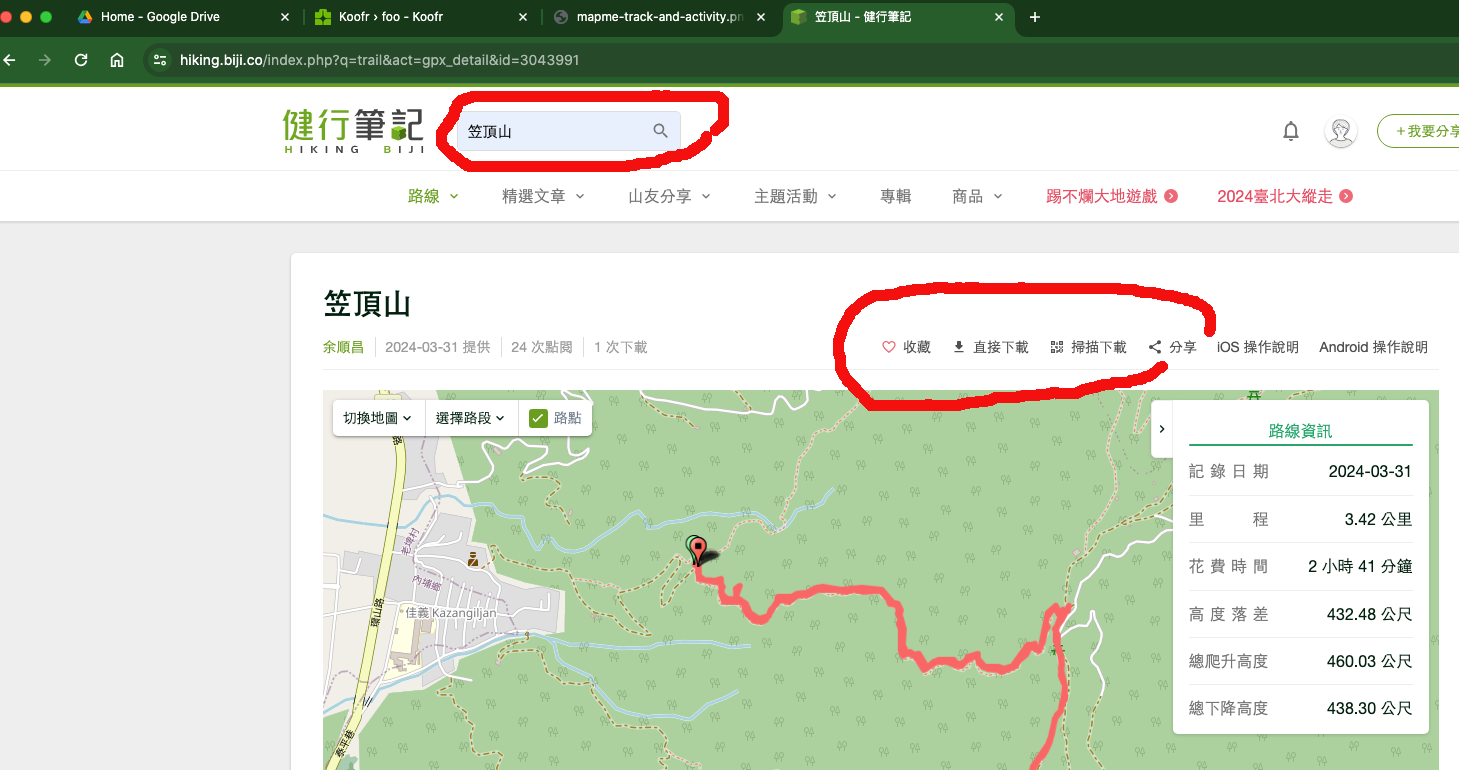 Home - Google Drive
Koofr › foo - Koofr
mapme-track-and-activity.pn
笠頂山 - 健行筆記
hiking.biji.co/index.php?q=trail&act=gpx_detail&id=3043991
健行筆記
HIKING BIJI
笠頂山
+我要分享
路線
精選文章
山友分享
主題活動
專輯
商品
踢不爛大地遊戲
2024臺北大縱走
笠頂山
余順昌 2024-03-31 提供 24 次點閱 1 次下載
收藏 直接下載 掃描下載 分享 iOS 操作說明 Android 操作說明
切換地圖 選擇路段 路點
路線資訊
記錄日期 2024-03-31
里程 3.42 公里
花費時間 2 小時 41 分鐘
高度落差 432.48 公尺
總爬升高度 460.03 公尺
總下降高度 438.30 公尺
老埤村
內埔鄉
佳義 Kazangiljan
環山路
泰平巷